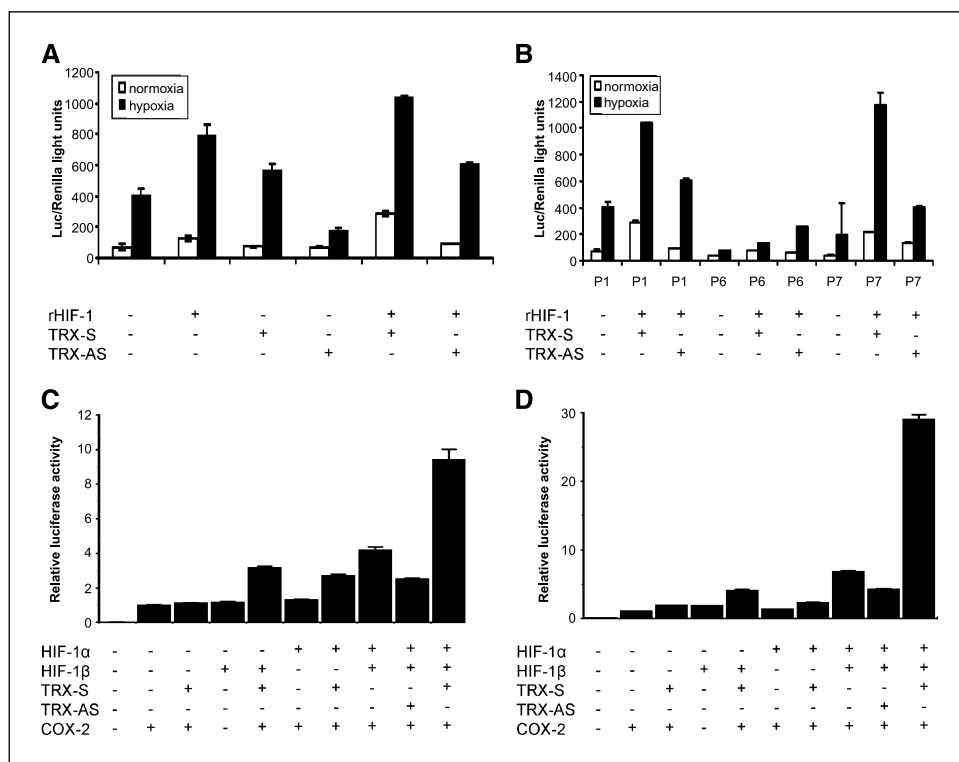 A
1200
1000
800
600
400
200
0
Luc/Renilla light units
normoxia
hypoxia
rHIF-1 - + - - + +
TRX-S - - + - + -
TRX-AS - - - + - +
B
1400
1200
1000
800
600
400
200
0
Luc/Renilla light units
normoxia
hypoxia
P1 P1 P1 P6 P6 P6 P7 P7 P7
rHIF-1 - + + - + + - + +
TRX-S - + - - + - - + -
TRX-AS - - + - - + - - +
C
12
10
8
6
4
2
0
Relative luciferase activity
HIF-1α - - - - - + + + + +
HIF-1β - - - + + - - + + +
TRX-S - - + - + - + - - +
TRX-AS - - - - - - - - + -
COX-2 - + + - + + + + + +
D
30
20
10
0
Relative luciferase activity
HIF-1α - - - - - + + + + +
HIF-1β - - - + + - - + + +
TRX-S - - + - + - + - - +
TRX-AS - - - - - - - - + -
COX-2 - + + - + + + + + +